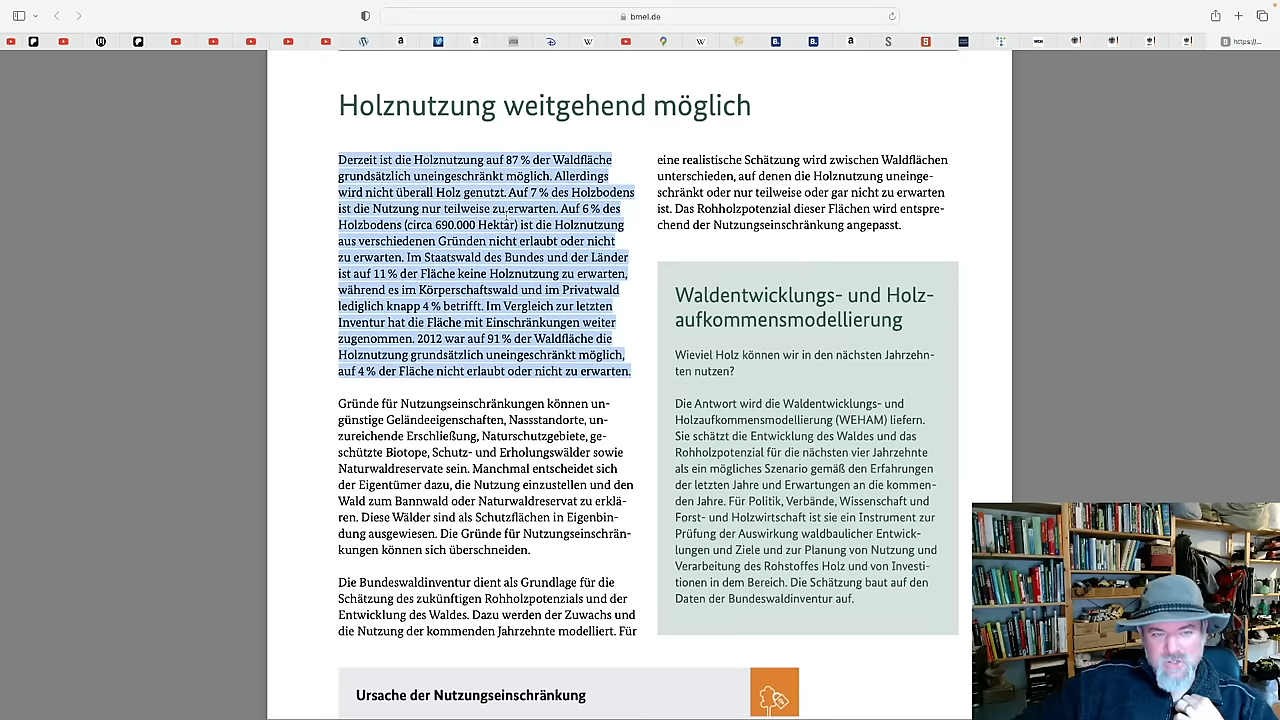 bmel.de
https://...
Holznutzung weitgehend möglich
Derzeit ist die Holznutzung auf 87 % der Waldfläche
grundsätzlich uneingeschränkt möglich. Allerdings
wird nicht überall Holz genutzt. Auf 7 % des Holzbodens
ist die Nutzung nur teilweise zu erwarten. Auf 6 % des
Holzbodens (circa 690.000 Hektar) ist die Holznutzung
aus verschiedenen Gründen nicht erlaubt oder nicht
zu erwarten. Im Staatswald des Bundes und der Länder
ist auf 11 % der Fläche keine Holznutzung zu erwarten,
während es im Körperschaftswald und im Privatwald
lediglich knapp 4 % betrifft. Im Vergleich zur letzten
Inventur hat die Fläche mit Einschränkungen weiter
zugenommen. 2012 war auf 91 % der Waldfläche die
Holznutzung grundsätzlich uneingeschränkt möglich,
auf 4 % der Fläche nicht erlaubt oder nicht zu erwarten.
Gründe für Nutzungseinschränkungen können un-
günstige Geländeeigenschaften, Nassstandorte, un-
zureichende Erschließung, Naturschutzgebiete, ge-
schützte Biotope, Schutz- und Erholungswälder sowie
Naturwaldreservate sein. Manchmal entscheidet sich
der Eigentümer dazu, die Nutzung einzustellen und den
Wald zum Bannwald oder Naturwaldreservat zu erklä-
ren. Diese Wälder sind als Schutzflächen in Eigenbin-
dung ausgewiesen. Die Gründe für Nutzungseinschrän-
kungen können sich überschneiden.
Die Bundeswaldinventur dient als Grundlage für die
Schätzung des zukünftigen Rohholzpotenzials und der
Entwicklung des Waldes. Dazu werden der Zuwachs und
die Nutzung der kommenden Jahrzehnte modelliert. Für
eine realistische Schätzung wird zwischen Waldflächen
unterschieden, auf denen die Holznutzung uneinge-
schränkt oder nur teilweise oder gar nicht zu erwarten
ist. Das Rohholzpotenzial dieser Flächen wird entspre-
chend der Nutzungseinschränkung angepasst.
Waldentwicklungs- und Holz-
aufkommensmodellierung
Wieviel Holz können wir in den nächsten Jahrzehn-
ten nutzen?
Die Antwort wird die Waldentwicklungs- und
Holzaufkommensmodellierung (WEHAM) liefern.
Sie schätzt die Entwicklung des Waldes und das
Rohholzpotenzial für die nächsten vier Jahrzehnte
als ein mögliches Szenario gemäß den Erfahrungen
der letzten Jahre und Erwartungen an die kommen-
den Jahre. Für Politik, Verbände, Wissenschaft und
Forst- und Holzwirtschaft ist sie ein Instrument zur
Prüfung der Auswirkung waldbaulicher Entwick-
lungen und Ziele und zur Planung von Nutzung und
Verarbeitung des Rohstoffes Holz und von Investi-
tionen in dem Bereich. Die Schätzung baut auf den
Daten der Bundeswaldinventur auf.
Ursache der Nutzungseinschränkung